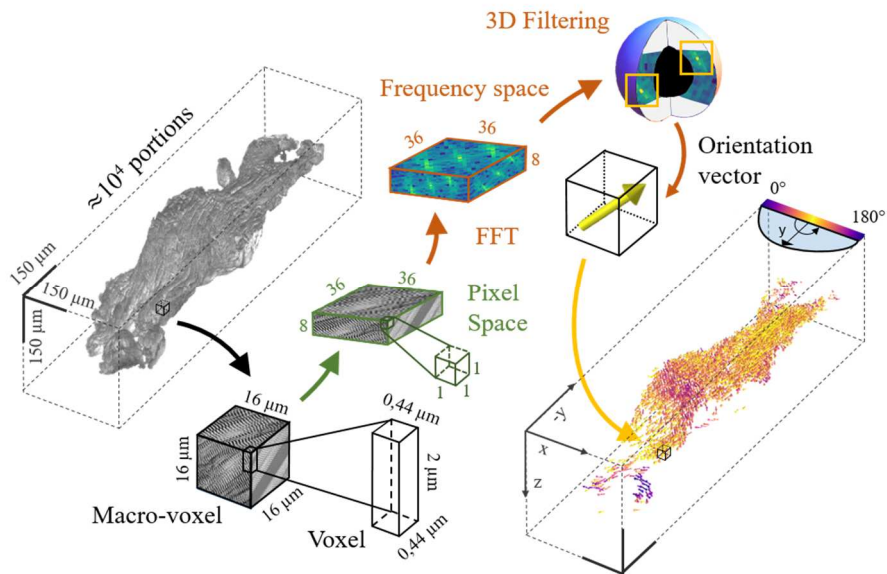 3D Filtering
Frequency space
36
36
8
≈10⁴ portions
Orientation
vector
0°
180°
y
FFT
150 μm
150 μm
150 μm
36
36
8
Pixel
Space
1
1
1
16 μm
16 μm
16 μm
0,44 μm
2 μm
0,44 μm
Macro-voxel
Voxel
-y
x
z